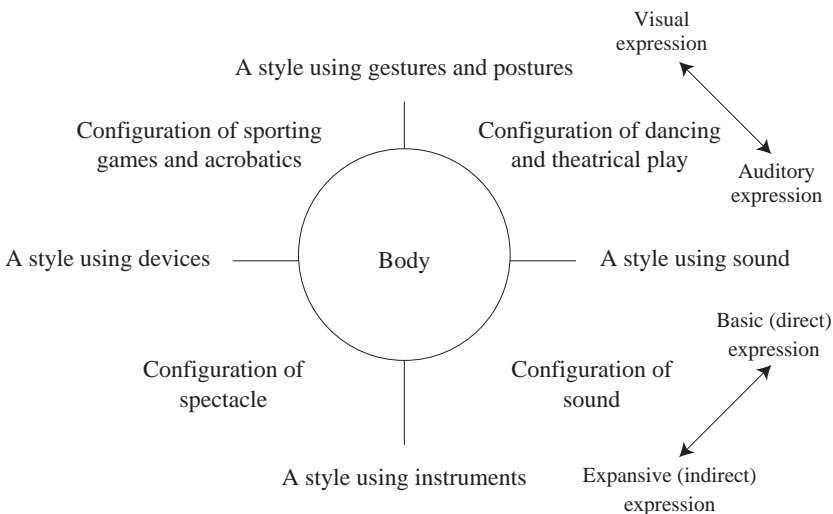 Visual
expression
A style using gestures and postures
Configuration of sporting
games and acrobatics
Configuration of dancing
and theatrical play
Auditory
expression
A style using devices
Body
A style using sound
Basic (direct)
expression
Configuration of
spectacle
Configuration of
sound
A style using instruments
Expansive (indirect)
expression